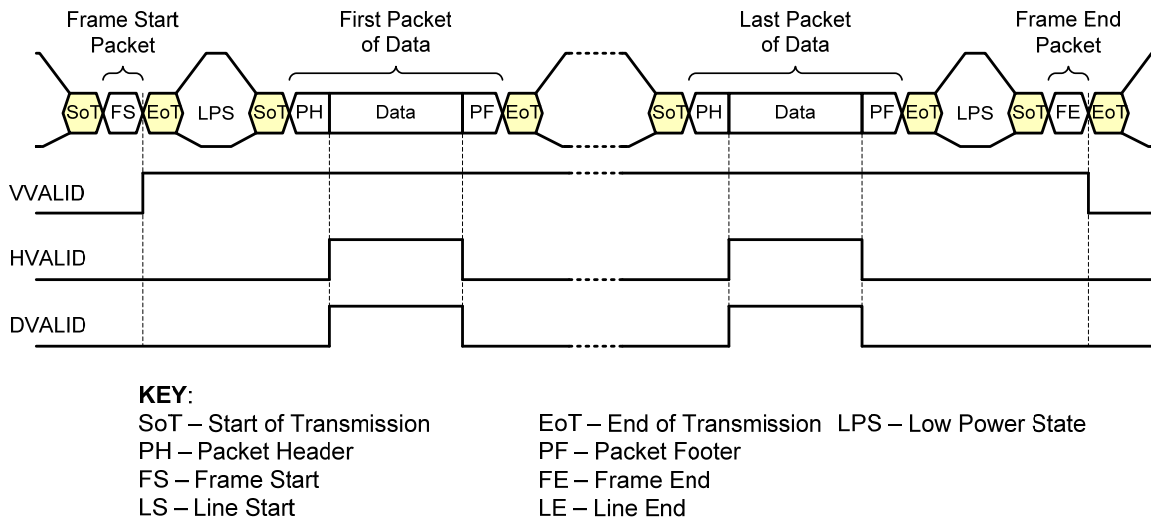 Frame Start
Packet
First Packet
of Data
Last Packet
of Data
Frame End
Packet
SoT FS EoT LPS SoT PH Data PF EoT SoT PH Data PF EoT LPS SoT FE EoT
VVALID
HVALID
DVALID
KEY:
SoT – Start of Transmission EoT – End of Transmission LPS – Low Power State
PH – Packet Header PF – Packet Footer
FS – Frame Start FE – Frame End
LS – Line Start LE – Line End